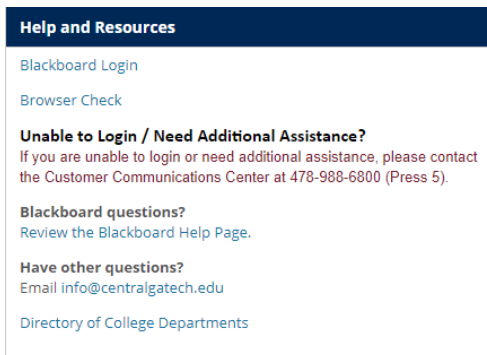 Help and Resources
Blackboard Login
Browser Check
Unable to Login / Need Additional Assistance?
If you are unable to login or need additional assistance, please contact
the Customer Communications Center at 478-988-6800 (Press 5).
Blackboard questions?
Review the Blackboard Help Page.
Have other questions?
Email info@centralgatech.edu
Directory of College Departments